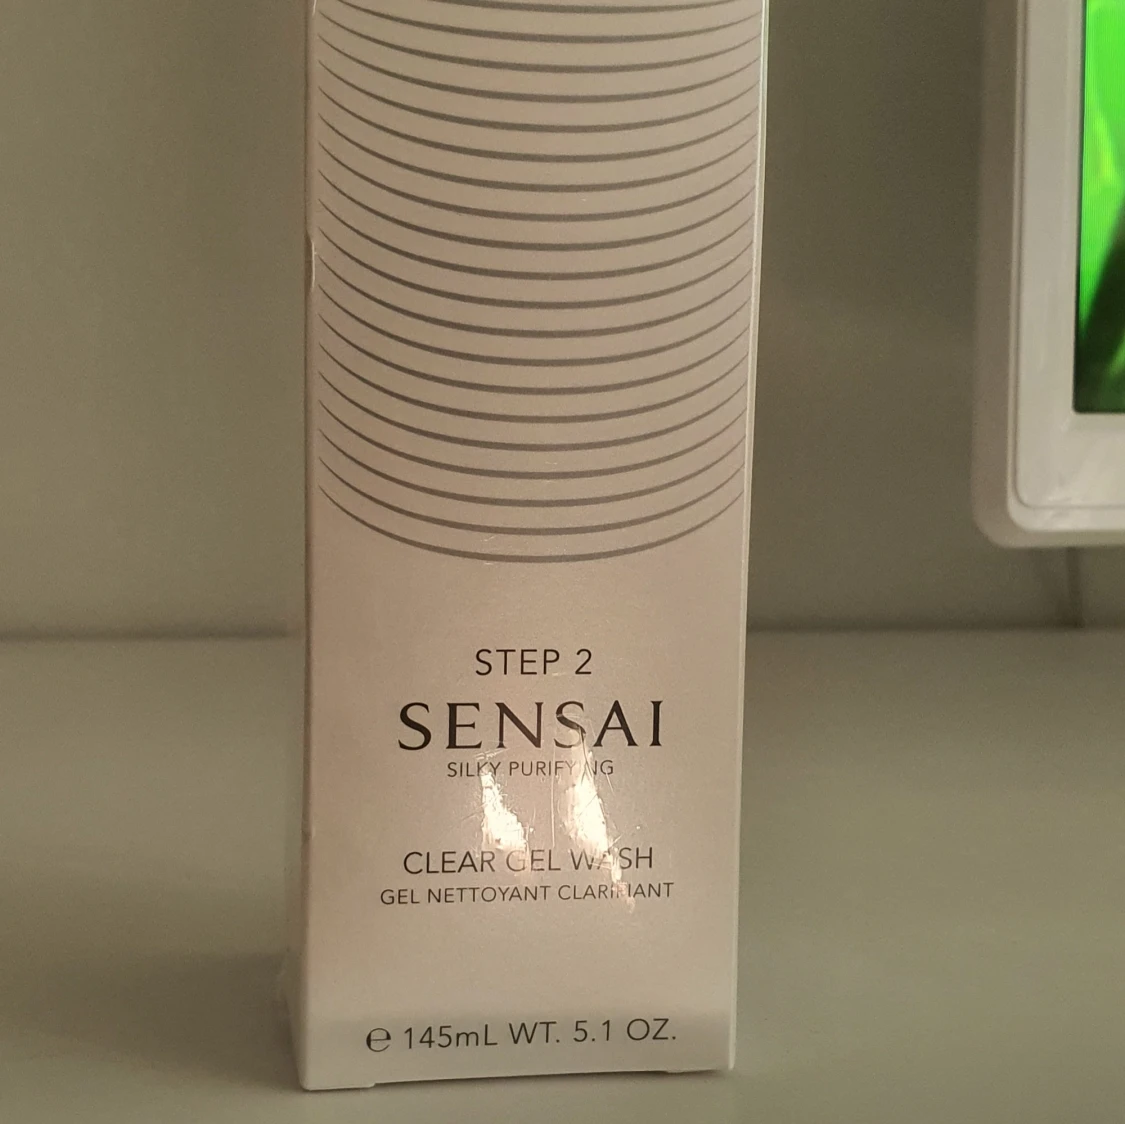 STEP 2
SENSAI
SILKY PURIFYING
CLEAR GEL WASH
GEL NETTOYANT CLARIFIANT
℮ 145mL WT. 5.1 OZ.